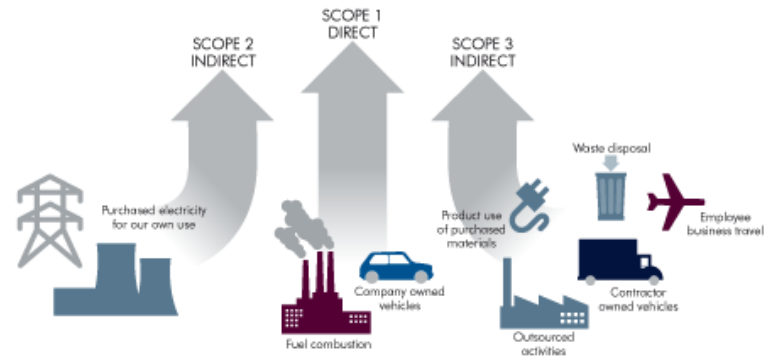 SCOPE 1
DIRECT
SCOPE 2
INDIRECT
SCOPE 3
INDIRECT
Waste disposal
Purchased electricity
for our own use
Product use
of purchased
materials
Employee
business travel
Company owned
vehicles
Contractor
owned vehicles
Fuel combustion
Outsourced
activities